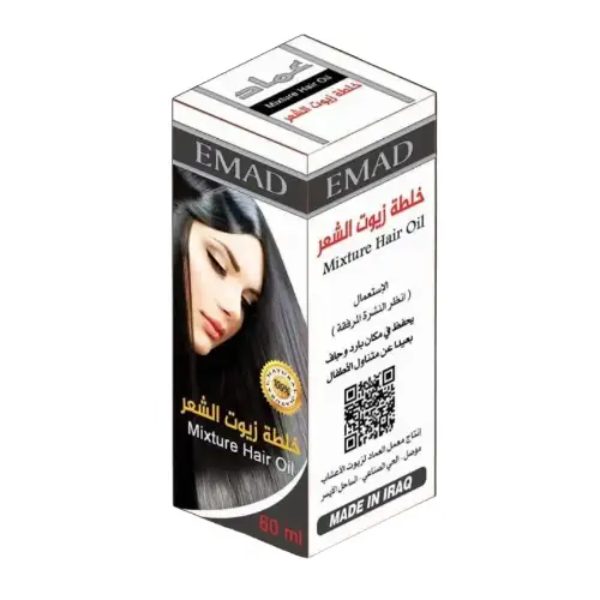 عماد
Mixture Hair Oil
خلطة زيوت الشعر
EMAD
NATURAL
100%
خلطة زيوت الشعر
Mixture Hair Oil
60 ml
EMAD
خلطة زيوت الشعر
Mixture Hair Oil
الإستعمال
( انظر النشرة المرفقة )
يحفظ في مكان بارد وجاف
بعيدا عن متناول الأطفال
انتاج معمل العماد لزيوت الأعشاب
موصل - الحي الصناعي - الساحل الأيسر
MADE IN IRAQ